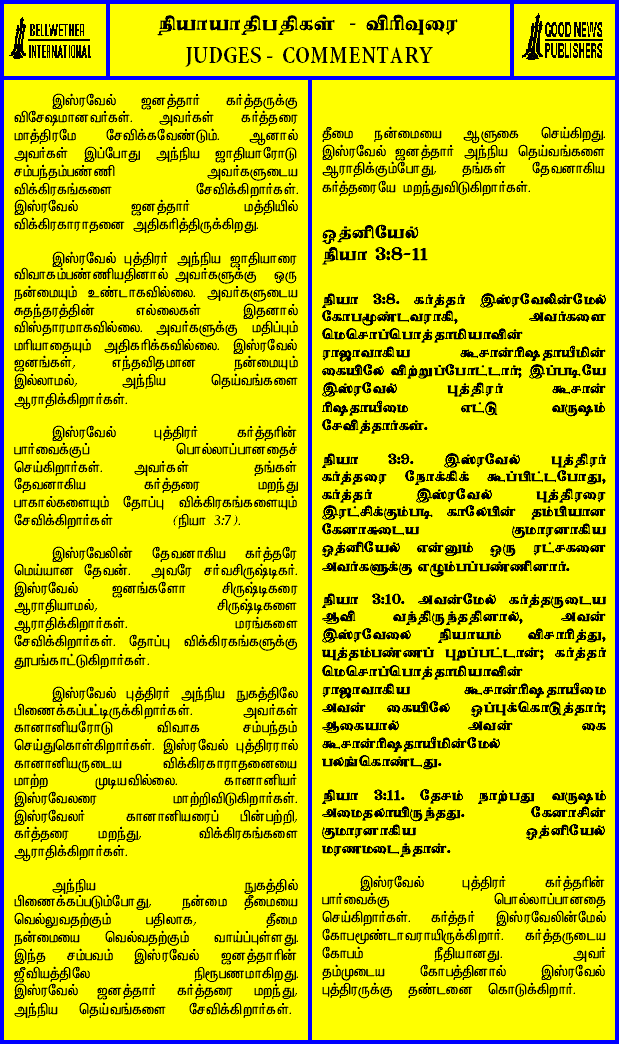 BELLWETHER
INTERNATIONAL
நியாயாதிபதிகள் - விரிவுரை
JUDGES - COMMENTARY
GOOD NEWS
PUBLISHERS
இஸ்ரவேல் ஜனத்தார் கர்த்தருக்கு
விசேஷமானவர்கள். அவர்கள் கர்த்தரை
மாத்திரமே சேவிக்கவேண்டும். ஆனால்
அவர்கள் இப்போது அந்நிய ஜாதியாரோடு
சம்பந்தம்பண்ணி அவர்களுடைய
விக்கிரகங்களை சேவிக்கிறார்கள்.
இஸ்ரவேல் ஜனத்தார் மத்தியில்
விக்கிரகாராதனை அதிகரித்திருக்கிறது.
இஸ்ரவேல் புத்திரர் அந்நிய ஜாதியாரை
விவாகம்பண்ணியதினால் அவர்களுக்கு ஒரு
நன்மையும் உண்டாகவில்லை. அவர்களுடைய
சுதந்தரத்தின் எல்லைகள் இதனால்
விஸ்தாரமாகவில்லை. அவர்களுக்கு மதிப்பும்
மரியாதையும் அதிகரிக்கவில்லை. இஸ்ரவேல்
ஜனங்கள், எந்தவிதமான நன்மையும்
இல்லாமல், அந்நிய தெய்வங்களை
ஆராதிக்கிறார்கள்.
இஸ்ரவேல் புத்திரர் கர்த்தரின்
பார்வைக்குப் பொல்லாப்பானதைச்
செய்கிறார்கள். அவர்கள் தங்கள்
தேவனாகிய கர்த்தரை மறந்து
பாகால்களையும் தோப்பு விக்கிரகங்களையும்
சேவிக்கிறார்கள் (நியா 3:7).
இஸ்ரவேலின் தேவனாகிய கர்த்தரே
மெய்யான தேவன். அவரே சர்வசிருஷ்டிகர்.
இஸ்ரவேல் ஜனங்களோ சிருஷ்டிகரை
ஆராதியாமல், சிருஷ்டிகளை
ஆராதிக்கிறார்கள். மரங்களை
சேவிக்கிறார்கள். தோப்பு விக்கிரகங்களுக்கு
தூபங்காட்டுகிறார்கள்.
இஸ்ரவேல் புத்திரர் அந்நிய நுகத்திலே
பிணைக்கப்பட்டிருக்கிறார்கள். அவர்கள்
கானானியரோடு விவாக சம்பந்தம்
செய்துகொள்கிறார்கள். இஸ்ரவேல் புத்திரரால்
கானானியருடைய விக்கிரகாராதனையை
மாற்ற முடியவில்லை. கானானியர்
இஸ்ரவேலரை மாற்றிவிடுகிறார்கள்.
இஸ்ரவேலர் கானானியரைப் பின்பற்றி,
கர்த்தரை மறந்து, விக்கிரகங்களை
ஆராதிக்கிறார்கள்.
அந்நிய நுகத்தில்
பிணைக்கப்படும்போது, நன்மை தீமையை
வெல்லுவதற்கும் பதிலாக, தீமை
நன்மையை வெல்வதற்கும் வாய்ப்புள்ளது.
இந்த சம்பவம் இஸ்ரவேல் ஜனத்தாரின்
ஜீவியத்திலே நிரூபணமாகிறது.
இஸ்ரவேல் ஜனத்தார் கர்த்தரை மறந்து,
அந்நிய தெய்வங்களை சேவிக்கிறார்கள்.
தீமை நன்மையை ஆளுகை செய்கிறது.
இஸ்ரவேல் ஜனத்தார் அந்நிய தெய்வங்களை
ஆராதிக்கும்போது, தங்கள் தேவனாகிய
கர்த்தரையே மறந்துவிடுகிறார்கள்.
ஒத்னியேல்
நியா 3:8-11
நியா 3:8. கர்த்தர் இஸ்ரவேலின்மேல்
கோபமூண்டவராகி, அவர்களை
மெசொப்பொத்தாமியாவின்
ராஜாவாகிய கூசான்ரிஷதாயீமின்
கையிலே விற்றுப்போட்டார்; இப்படியே
இஸ்ரவேல் புத்திரர் கூசான்
ரிஷதாயீமை எட்டு வருஷம்
சேவித்தார்கள்.
நியா 3:9. இஸ்ரவேல் புத்திரர்
கர்த்தரை நோக்கிக் கூப்பிட்டபோது,
கர்த்தர் இஸ்ரவேல் புத்திரரை
இரட்சிக்கும்படி காலேபின் தம்பியான
கேனாசுடைய குமாரனாகிய
ஒத்னியேல் என்னும் ஒரு ரட்சகனை
அவர்களுக்கு எழும்பப்பண்ணினார்.
நியா 3:10. அவன்மேல் கர்த்தருடைய
ஆவி வந்திருந்ததினால், அவன்
இஸ்ரவேலை நியாயம் விசாரித்து,
யுத்தம்பண்ணப் புறப்பட்டான்; கர்த்தர்
மெசொப்பொத்தாமியாவின்
ராஜாவாகிய கூசான்ரிஷதாயீமை
அவன் கையிலே ஒப்புக்கொடுத்தார்;
ஆகையால் அவன் கை
கூசான்ரிஷதாயீமின்மேல்
பலங்கொண்டது.
நியா 3:11. தேசம் நாற்பது வருஷம்
அமைதலாயிருந்தது. கேனாசின்
குமாரனாகிய ஒத்னியேல்
மரணமடைந்தான்.
இஸ்ரவேல் புத்திரர் கர்த்தரின்
பார்வைக்கு பொல்லாப்பானதை
செய்கிறார்கள். கர்த்தர் இஸ்ரவேலின்மேல்
கோபமூண்டாவராயிருக்கிறார். கர்த்தருடைய
கோபம் நீதியானது. அவர்
தம்முடைய கோபத்தினால் இஸ்ரவேல்
புத்திரருக்கு தண்டனை கொடுக்கிறார்.